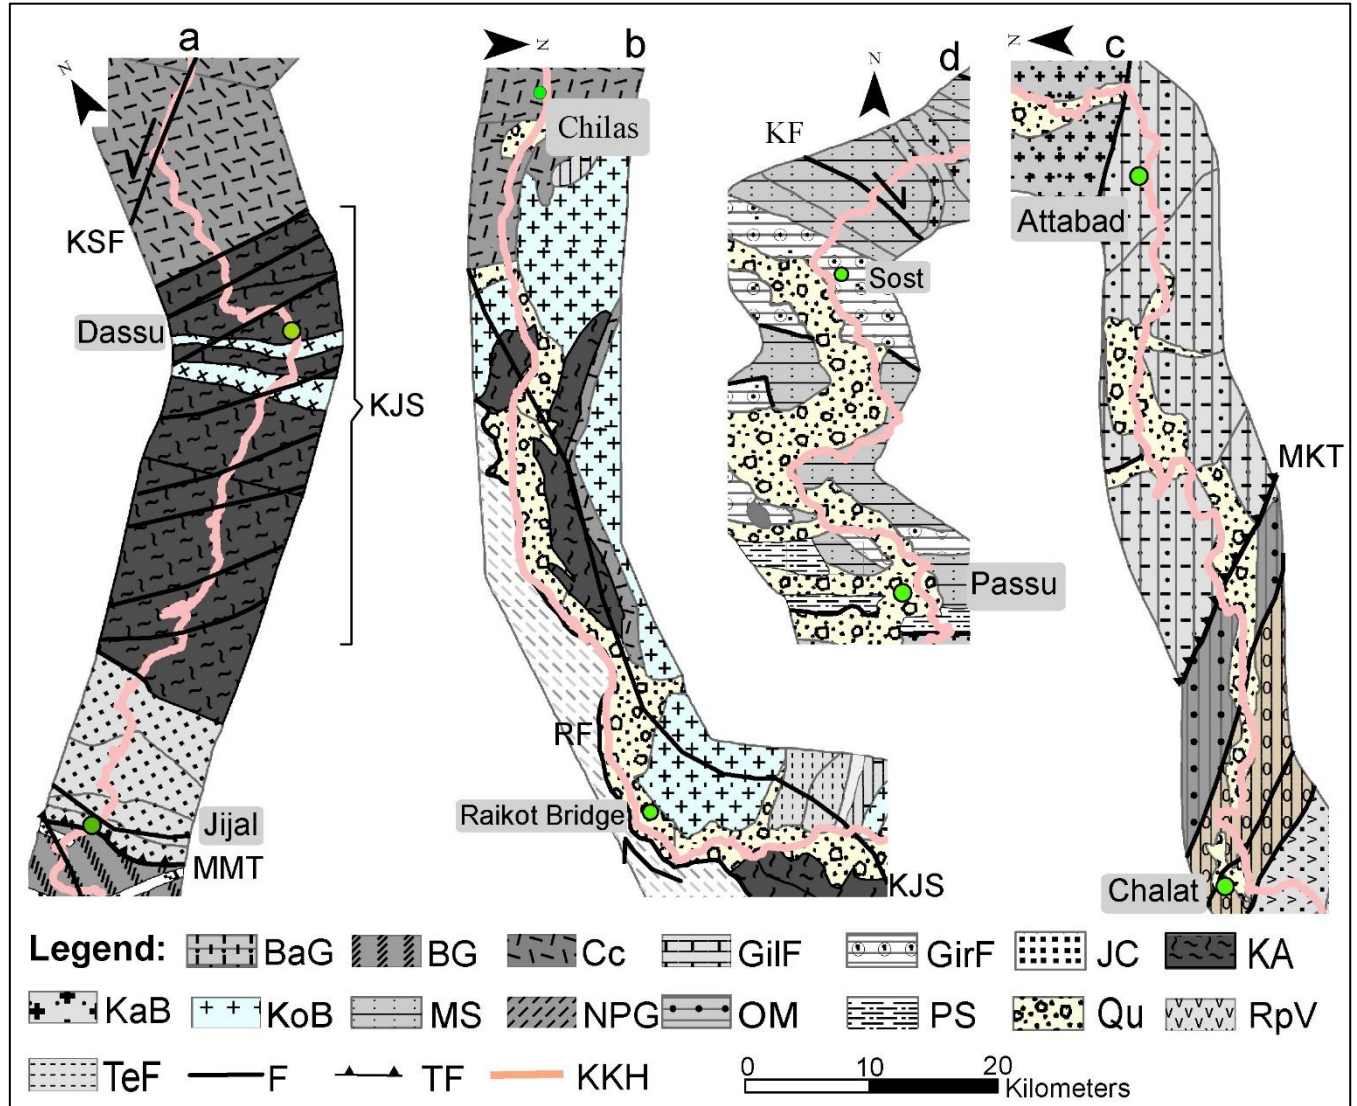 a
b
d
c
N
N
N
N
Chilas
KF
Attabad
KSF
Sost
Dassu
KJS
MKT
Passu
RF
Raikot Bridge
Jijal
MMT
KJS
Chalat
Legend: BaG BG Cc GilF GirF JC KA
KaB KoB MS NPG OM PS Qu RpV
TeF F TF KKH 0 10 20
Kilometers